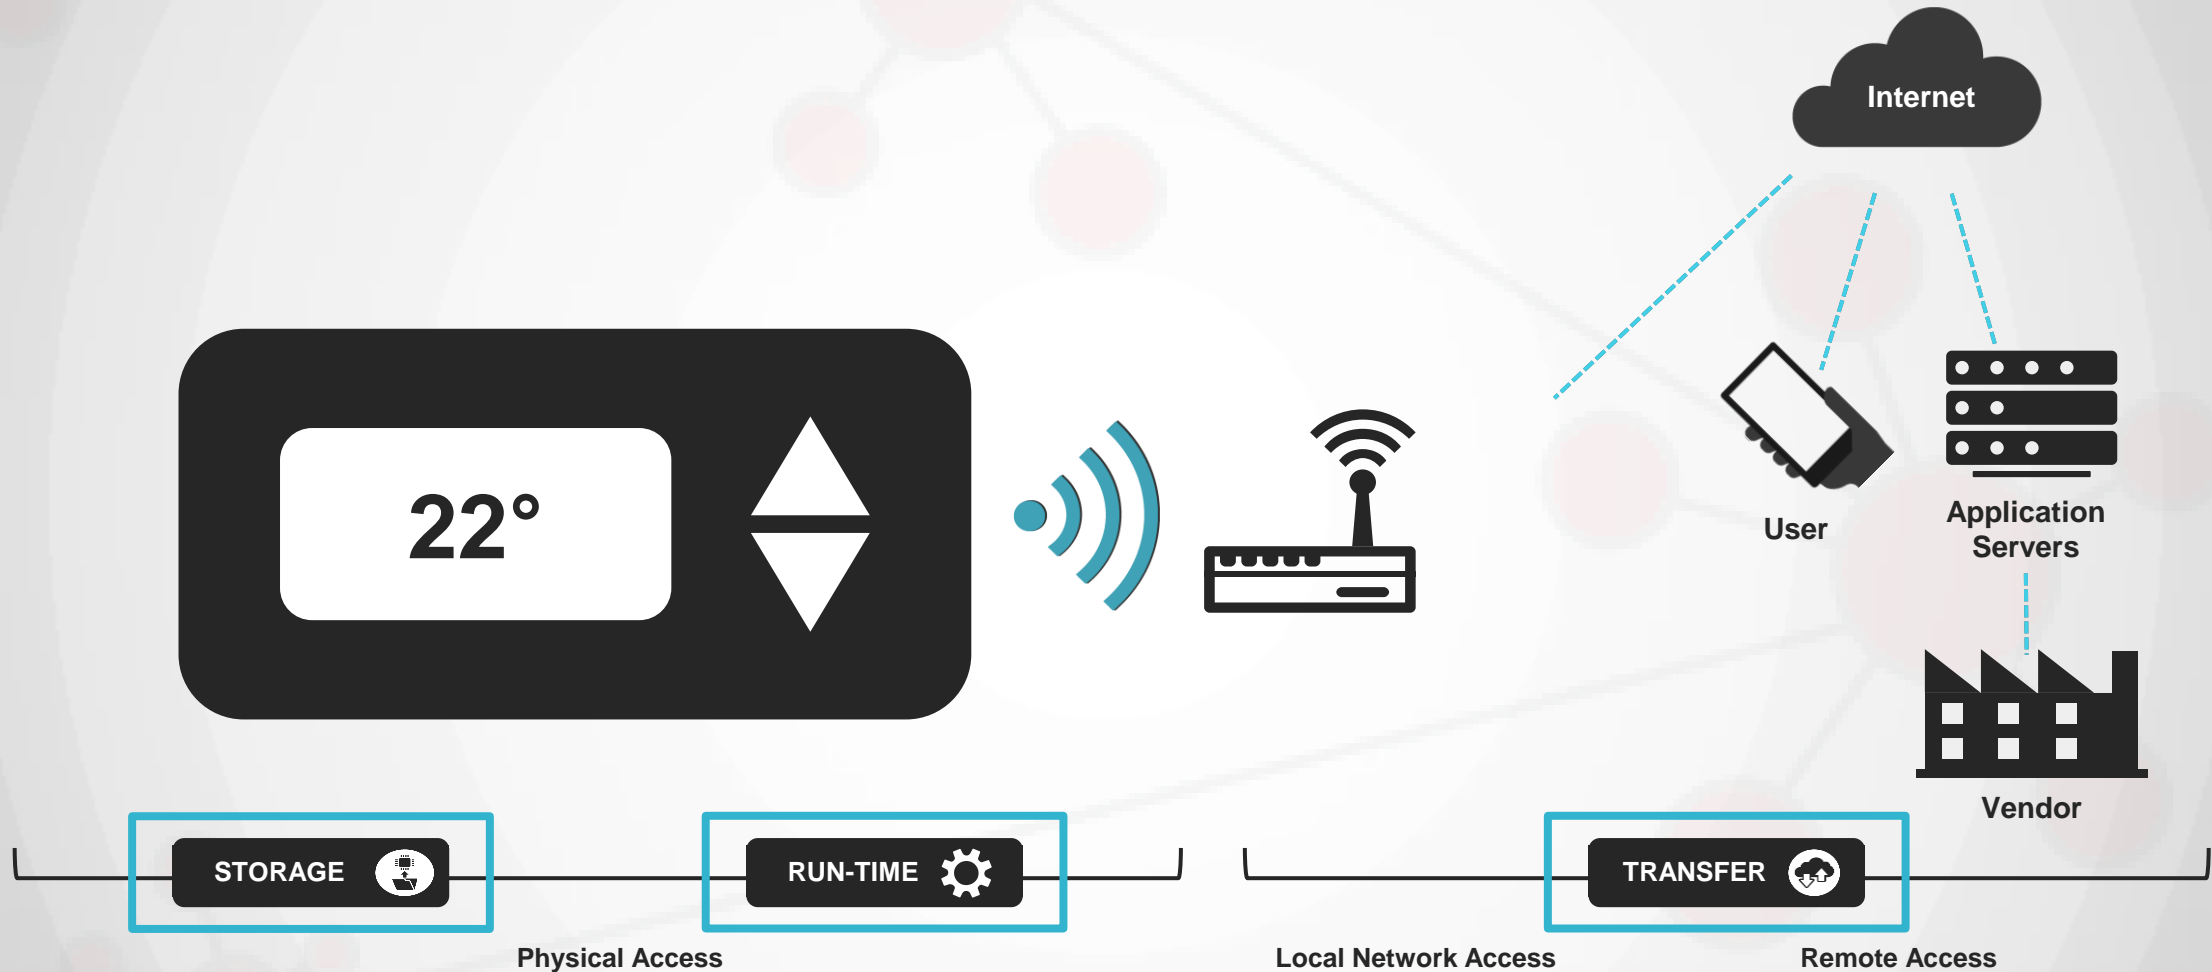 Internet
22°
User
Application
Servers
Vendor
STORAGE
RUN-TIME
TRANSFER
Physical Access
Local Network Access
Remote Access